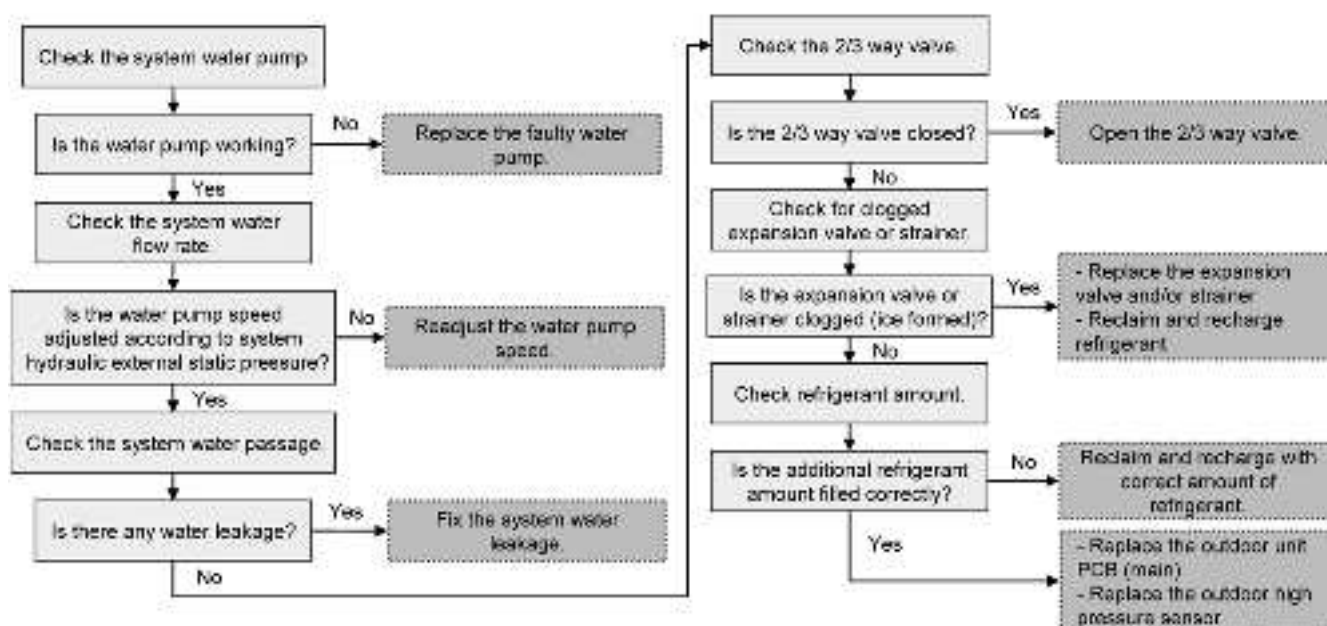 Check the system water pump
Is the water pump working?
No
Replace the faulty water
pump.
Yes
Check the system water
flow rate
Is the water pump speed
adjusted according to system
hydraulic external static pressure?
No
Readjust the water pump
speed.
Yes
Check the system water passage
Is there any water leakage?
Yes
Fix the system water
leakage.
No
Check the 2/3 way valve.
Is the 2/3 way valve closed?
Yes
Open the 2/3 way valve.
No
Check for clogged
expansion valve or strainer.
Is the expansion valve or
strainer clogged (ice formed)?
Yes
- Replace the expansion
valve and/or strainer
- Reclaim and recharge
refrigerant
No
Check refrigerant amount.
Is the additional refrigerant
amount filled correctly?
No
Reclaim and recharge with
correct amount of
refrigerant.
Yes
- Replace the outdoor unit
PCB (main)
- Replace the outdoor high
pressure sensor